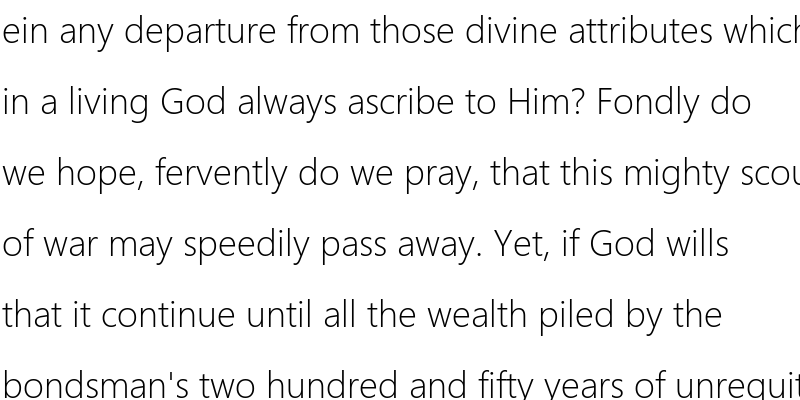 ein any departure from those divine attributes which
in a living God always ascribe to Him? Fondly do
we hope, fervently do we pray, that this mighty scou
of war may speedily pass away. Yet, if God wills
that it continue until all the wealth piled by the
bondsman's two hundred and fifty years of unrequit